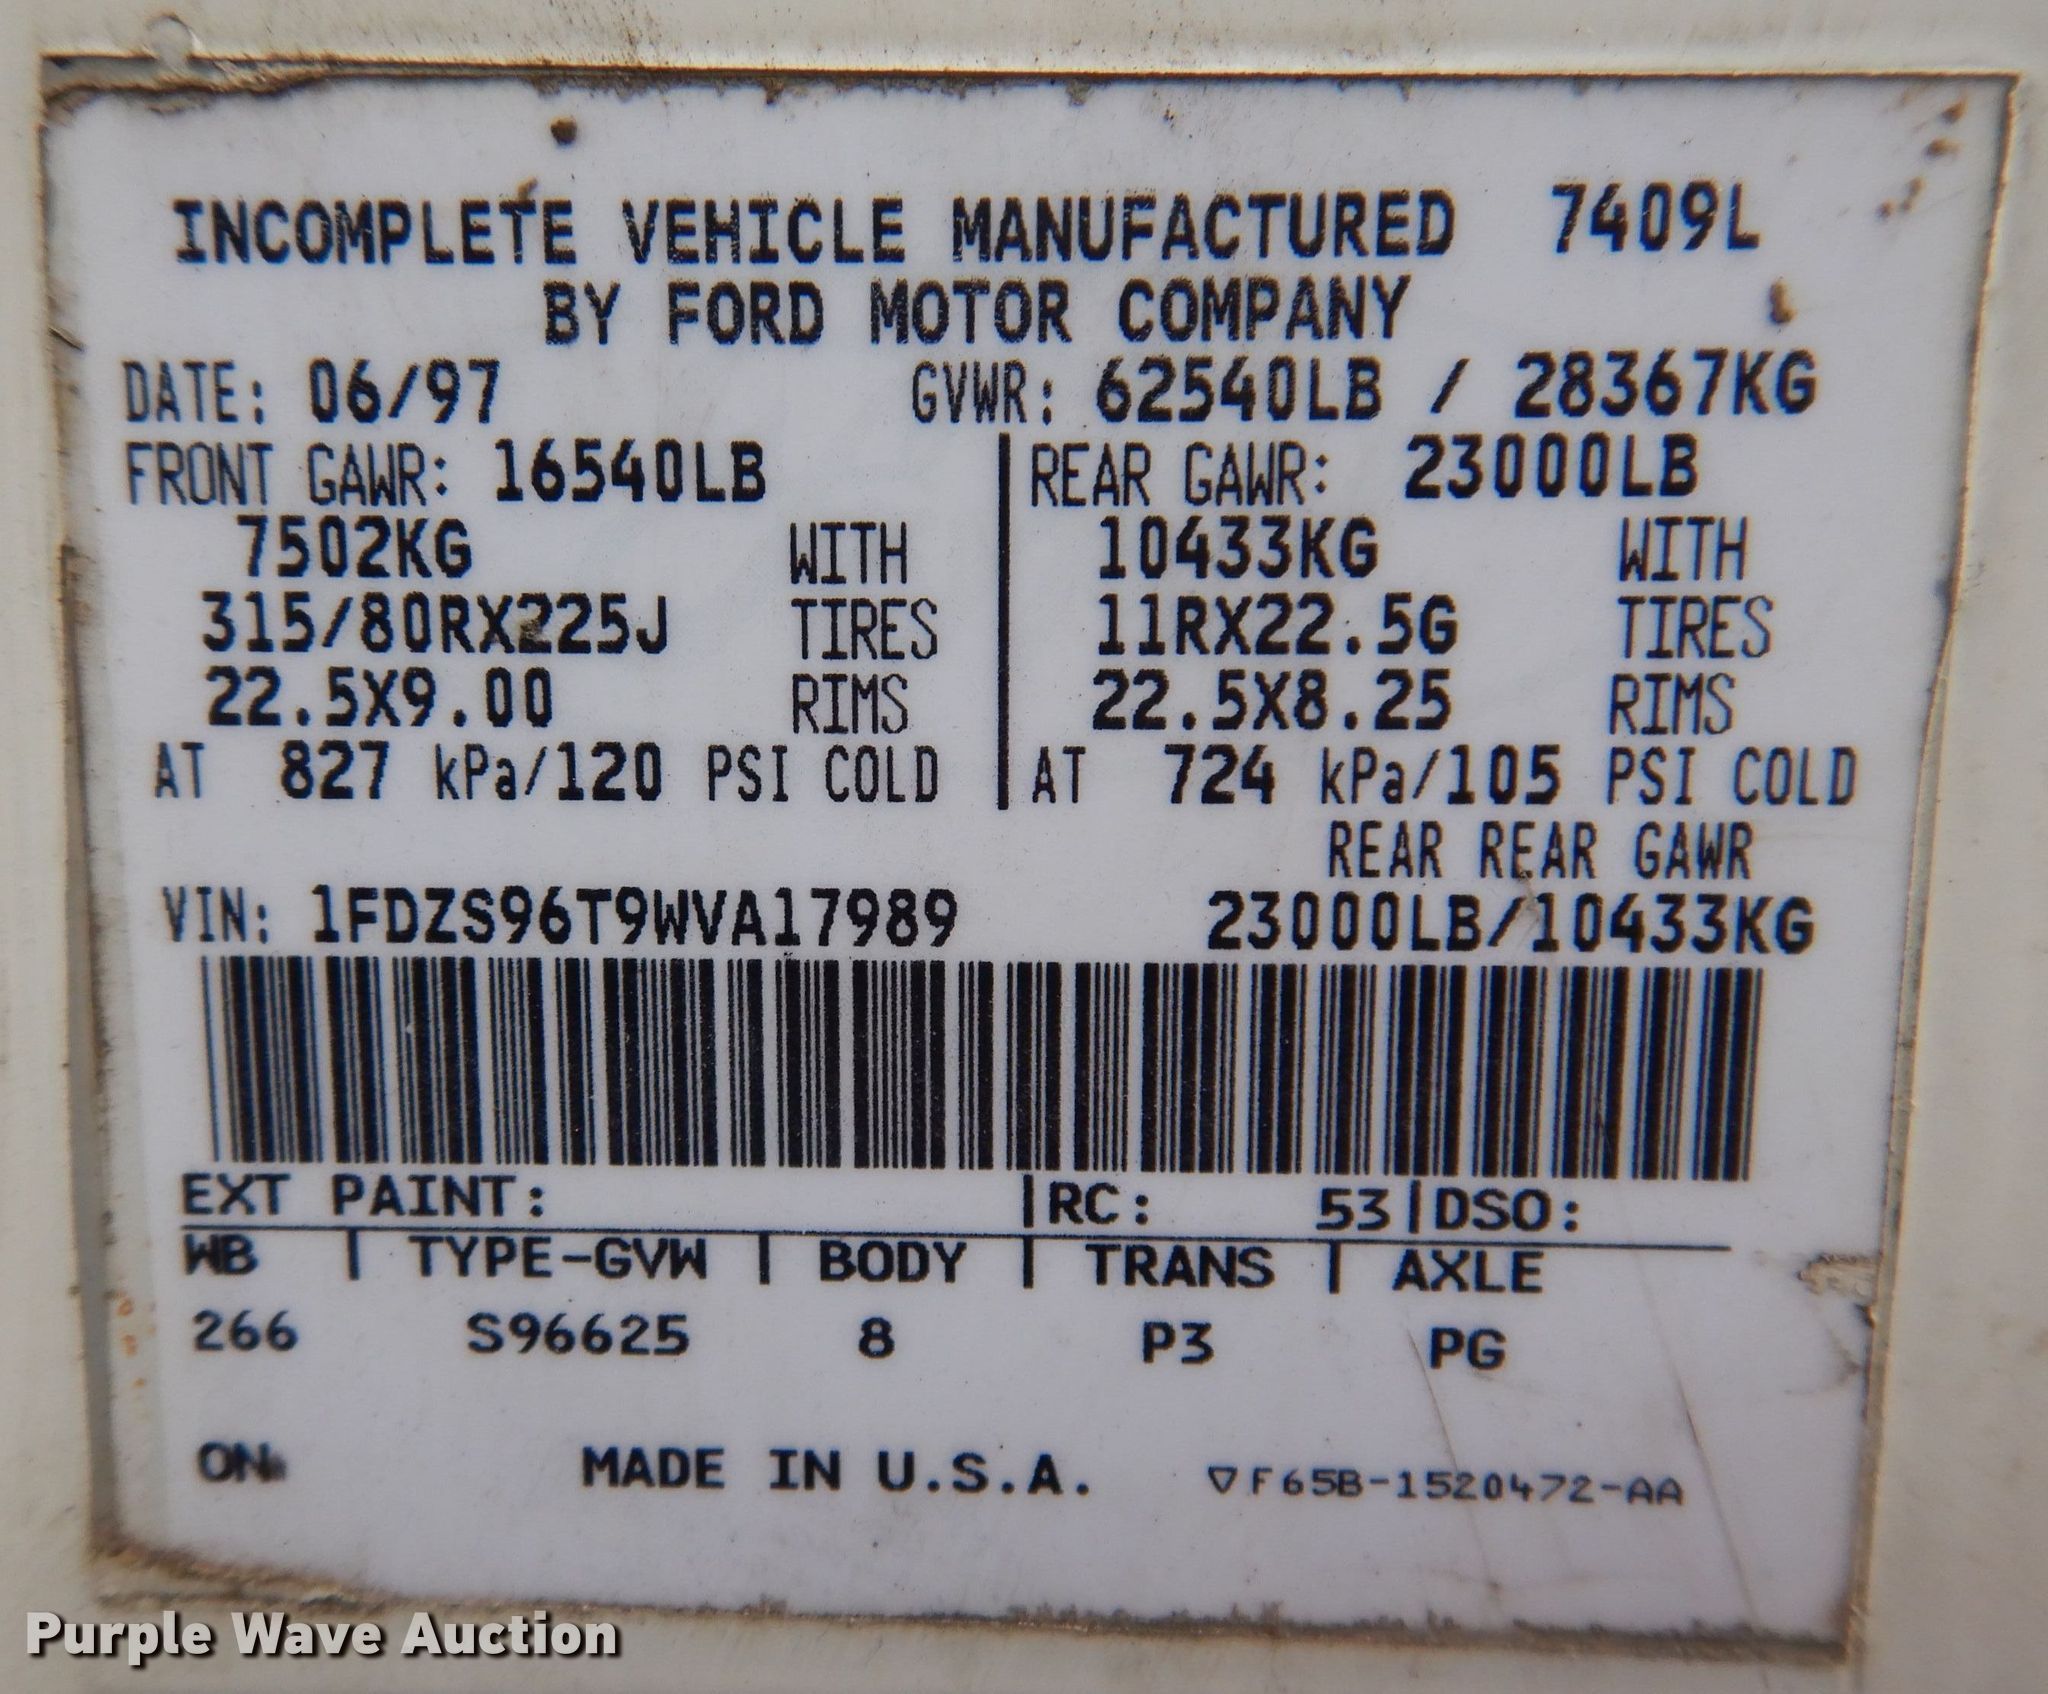 INCOMPLETE VEHICLE MANUFACTURED 7409L
BY FORD MOTOR COMPANY
DATE: 06/97 GVWR: 62540LB / 28367KG
FRONT GAWR: 16540LB REAR GAWR: 23000LB
7502KG WITH 10433KG WITH
315/80RX225J TIRES 11RX22.5G TIRES
22.5X9.00 RIMS 22.5X8.25 RIMS
AT 827 kPa/120 PSI COLD AT 724 kPa/105 PSI COLD
REAR REAR GAWR
VIN: 1FDZS96T9WVA17989 23000LB/10433KG
EXT PAINT: |RC: 53|DSO:
WB | TYPE-GVW | BODY | TRANS | AXLE
266 S96625 8 P3 PG
ON MADE IN U.S.A. ▽F65B-1520472-AA
Purple Wave Auction